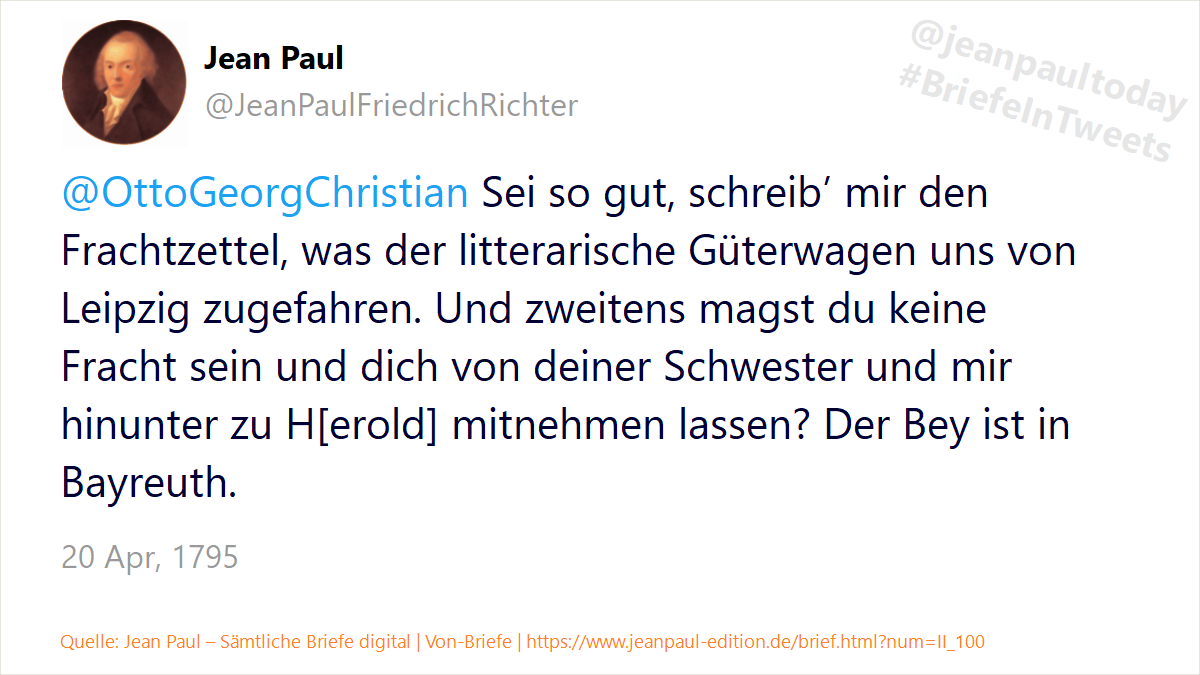 Jean Paul
@JeanPaulFriedrichRichter
@jeanpaultoday
#BriefeInTweets
@OttoGeorgChristian Sei so gut, schreib’ mir den
Frachtzettel, was der litterarische Güterwagen uns von
Leipzig zugefahren. Und zweitens magst du keine
Fracht sein und dich von deiner Schwester und mir
hinunter zu H[erold] mitnehmen lassen? Der Bey ist in
Bayreuth.
20 Apr, 1795
Quelle: Jean Paul – Sämtliche Briefe digital | Von-Briefe | https://www.jeanpaul-edition.de/brief.html?num=II_100